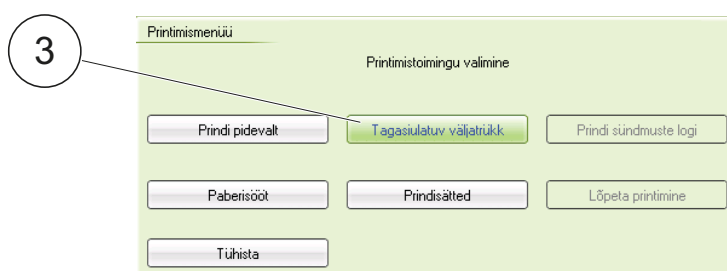 3
Printimismenüü
Printimistoimingu valimine
Prindi pidevalt
Tagasiulatuv väljatrükk
Prindi sündmuste logi
Paberisööt
Prindisätted
Lõpeta printimine
Tühista